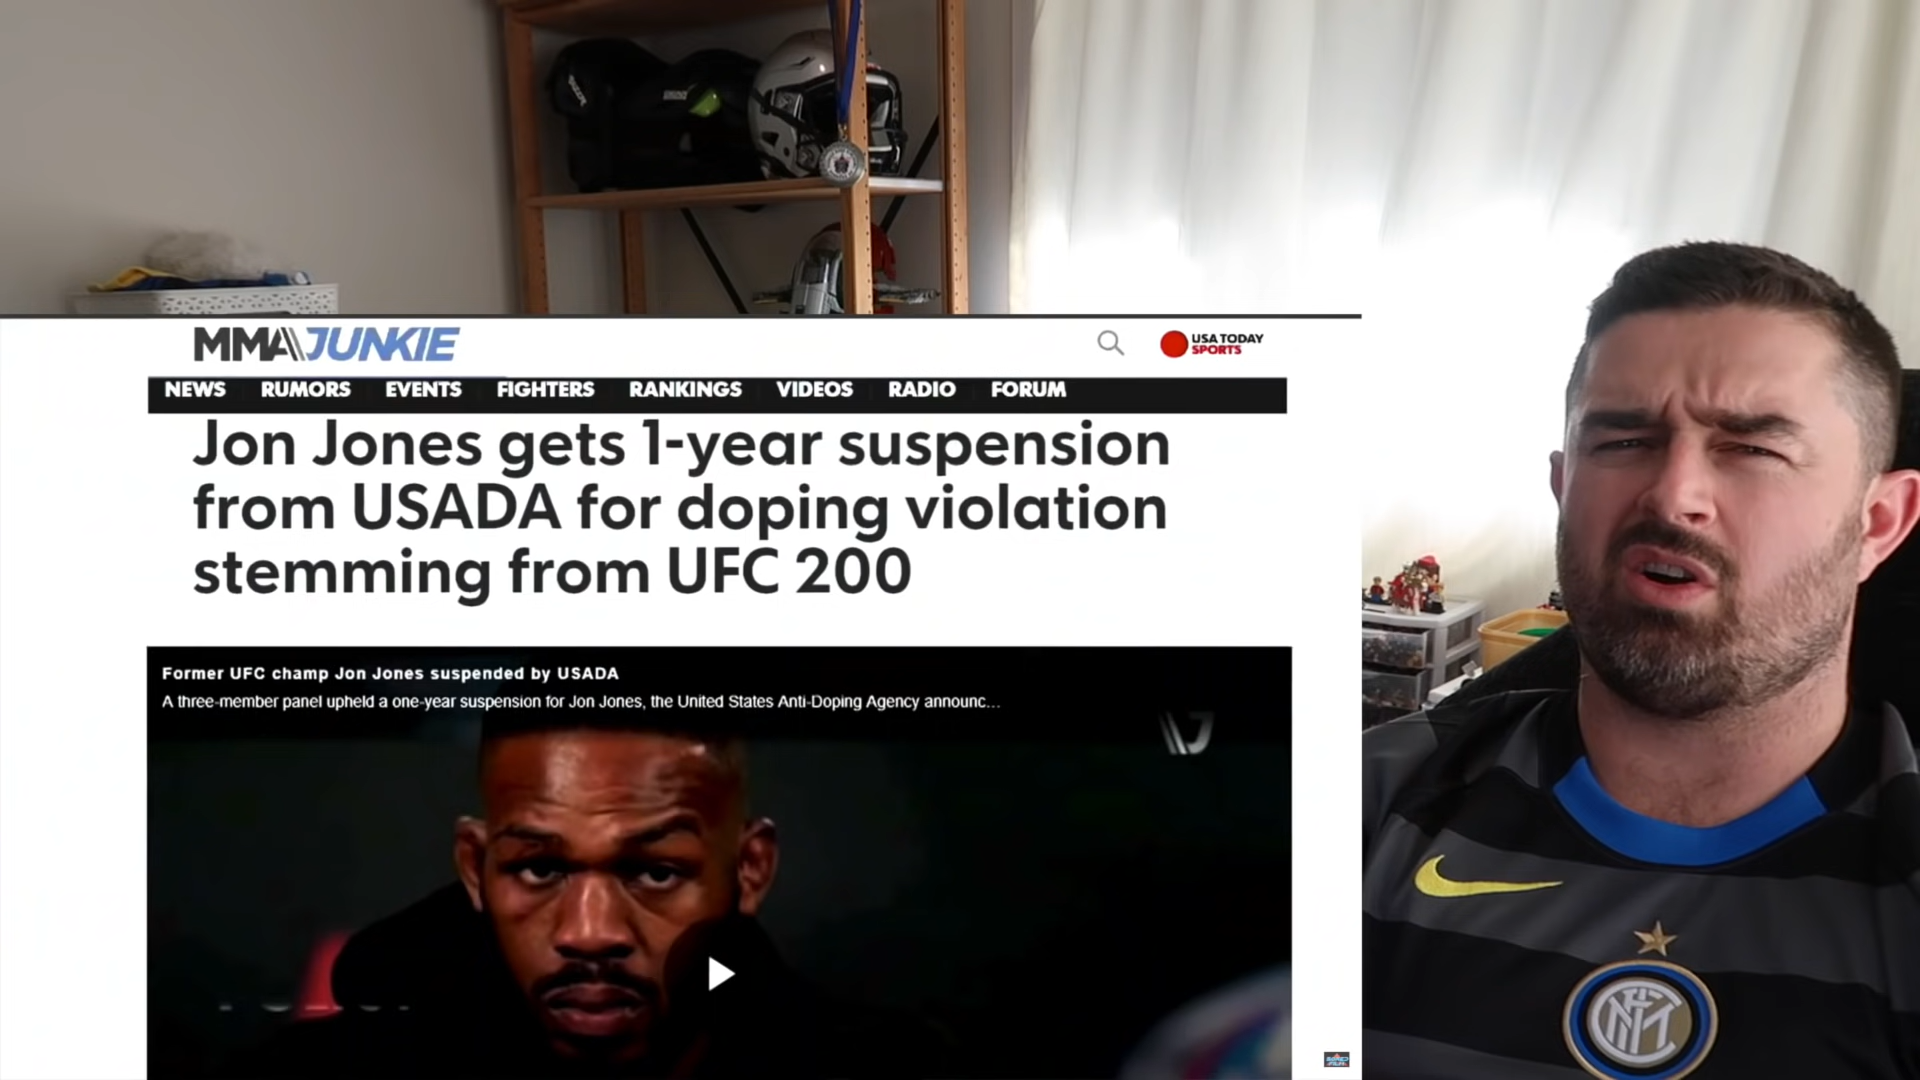 MMAJUNKIE
USA TODAY
SPORTS
NEWS RUMORS EVENTS FIGHTERS RANKINGS VIDEOS RADIO FORUM
Jon Jones gets 1-year suspension
from USADA for doping violation
stemming from UFC 200
Former UFC champ Jon Jones suspended by USADA
A three-member panel upheld a one-year suspension for Jon Jones, the United States Anti-Doping Agency announc...